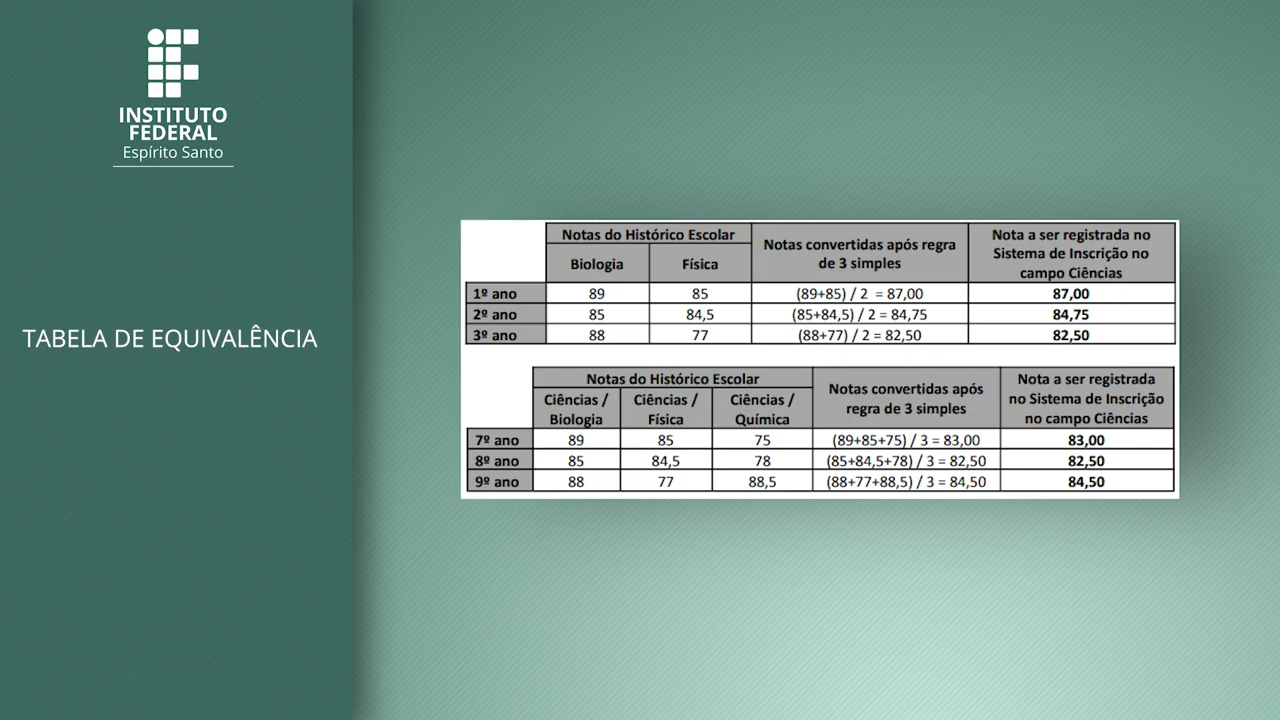 INSTITUTO
FEDERAL
Espírito Santo
TABELA DE EQUIVALÊNCIA
Notas do Histórico Escolar
Notas convertidas após regra
de 3 simples
Nota a ser registrada no
Sistema de Inscrição no
campo Ciências
Biologia Física
1º ano 89 85 (89+85) / 2 = 87,00 87,00
2º ano 85 84,5 (85+84,5) / 2 = 84,75 84,75
3º ano 88 77 (88+77) / 2 = 82,50 82,50
Notas do Histórico Escolar
Notas convertidas após
regra de 3 simples
Nota a ser registrada
no Sistema de Inscrição
no campo Ciências
Ciências /
Biologia
Ciências /
Física
Ciências /
Química
7º ano 89 85 75 (89+85+75) / 3 = 83,00 83,00
8º ano 85 84,5 78 (85+84,5+78) / 3 = 82,50 82,50
9º ano 88 77 88,5 (88+77+88,5) / 3 = 84,50 84,50